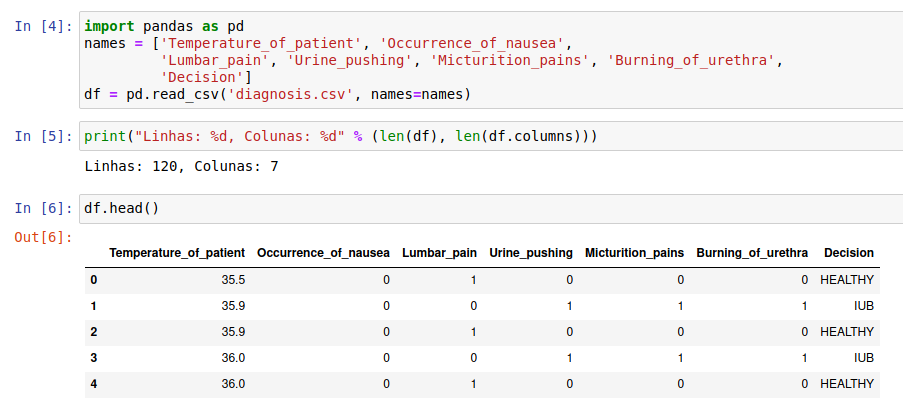 In [4]: import pandas as pd
names = ['Temperature_of_patient', 'Occurrence_of_nausea',
'Lumbar_pain', 'Urine_pushing', 'Micturition_pains', 'Burning_of_urethra',
'Decision']
df = pd.read_csv('diagnosis.csv', names=names)
In [5]: print("Linhas: %d, Colunas: %d" % (len(df), len(df.columns)))
Linhas: 120, Colunas: 7
In [6]: df.head()
Out[6]:
Temperature_of_patient Occurrence_of_nausea Lumbar_pain Urine_pushing Micturition_pains Burning_of_urethra Decision
0 35.5 0 1 0 0 0 HEALTHY
1 35.9 0 0 1 1 1 IUB
2 35.9 0 1 0 0 0 HEALTHY
3 36.0 0 0 1 1 1 IUB
4 36.0 0 1 0 0 0 HEALTHY